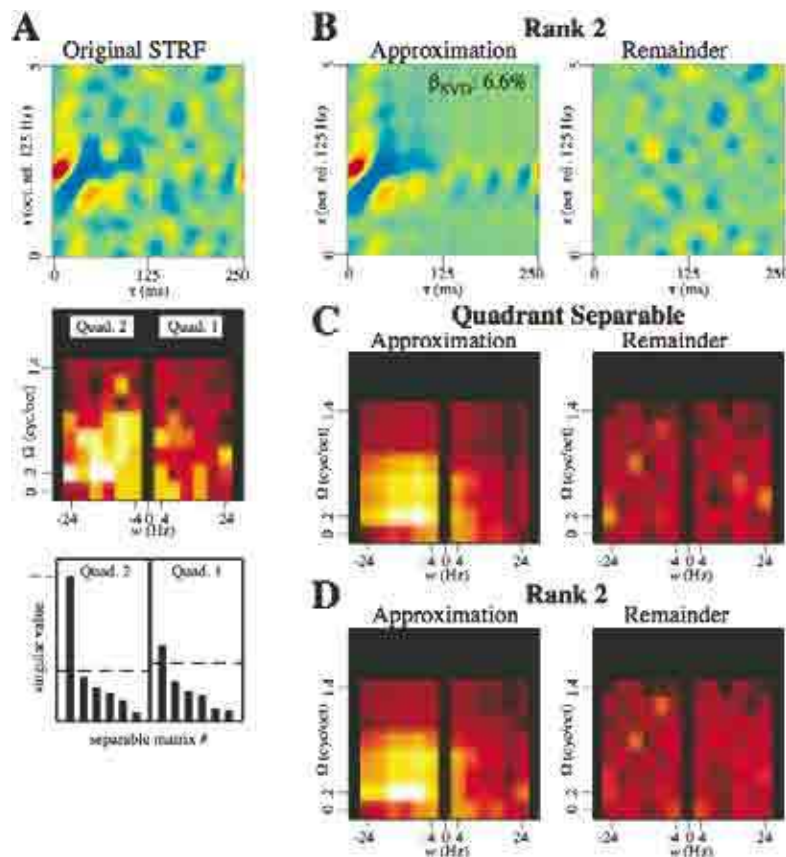 A
Original STRF
5
x (oct. rel. 125 Hz)
0
0
125
250
τ (ms)
Quad. 2
Quad. 1
1.4
Ω (cyc/oct)
.2
0
-24
-4
0
4
24
w (Hz)
Quad. 2
Quad. 1
1
singular value
separable matrix #
B
Rank 2
Approximation
Remainder
βSVD: 6.6%
5
x (oct. rel. 125 Hz)
0
0
125
250
τ (ms)
5
x (oct. rel. 125 Hz)
0
0
125
250
τ (ms)
C
Quadrant Separable
Approximation
Remainder
1.4
Ω (cyc/oct)
.2
0
-24
4
0
4
24
w (Hz)
1.4
Ω (cyc/oct)
.2
0
-24
4
0
4
24
w (Hz)
D
Rank 2
Approximation
Remainder
1.4
Ω (cyc/oct)
.2
0
-24
4
0
4
24
w (Hz)
1.4
Ω (cyc/oct)
.2
0
-24
4
0
4
24
w (Hz)